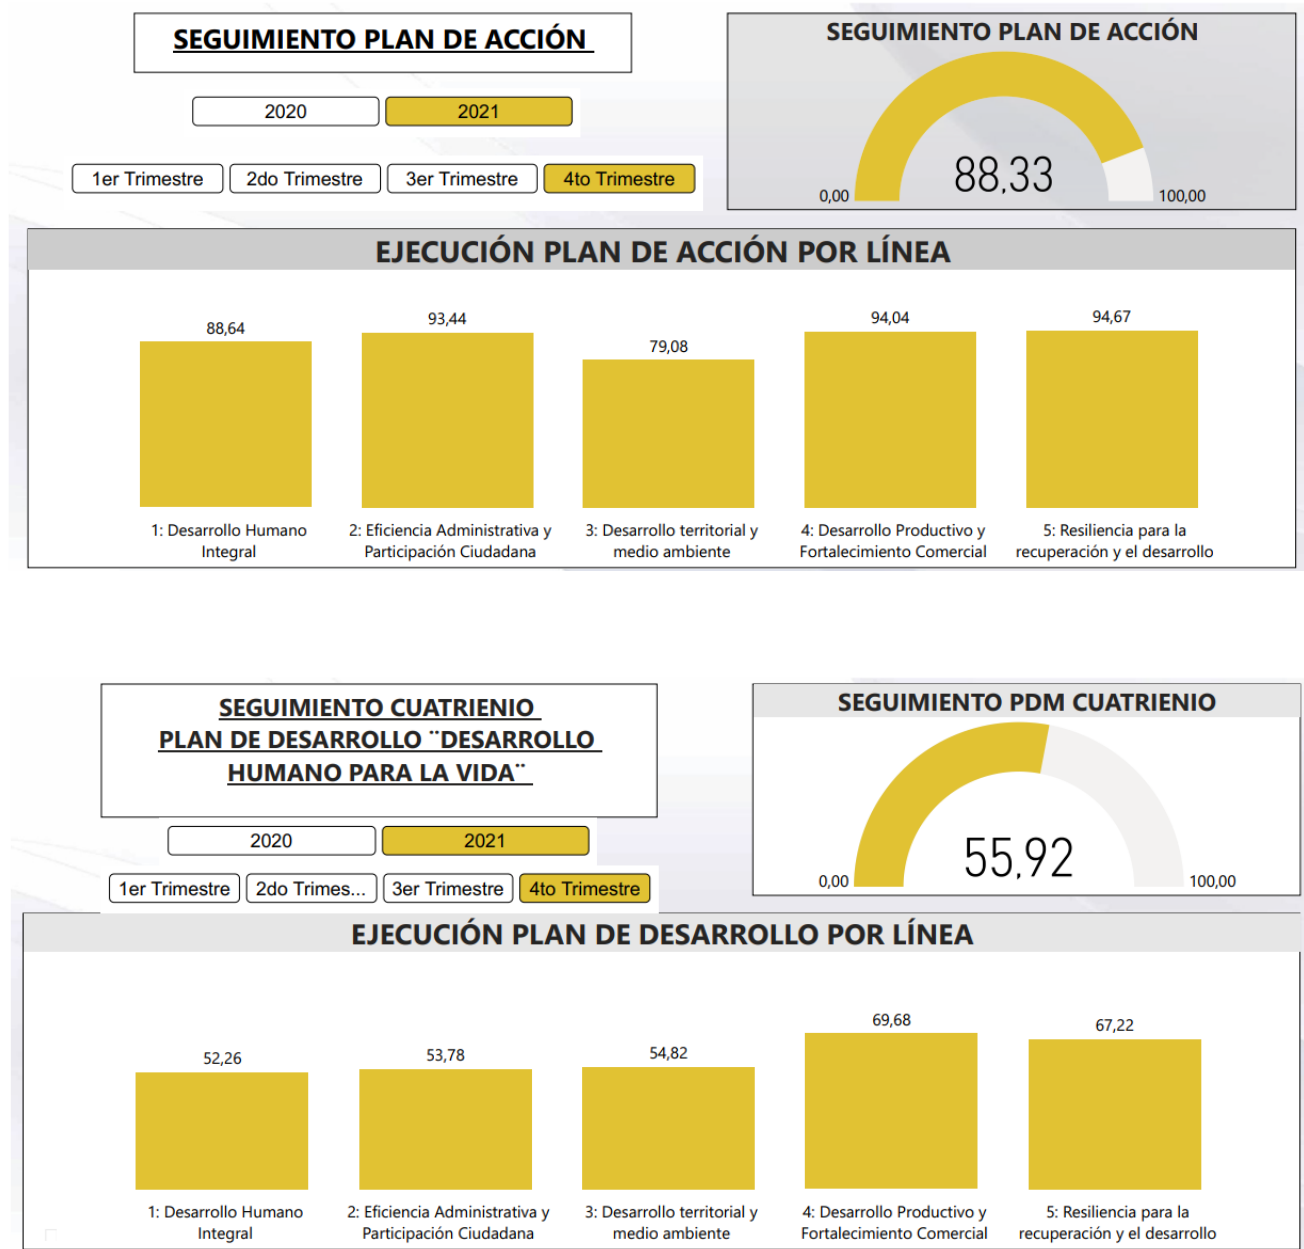 SEGUIMIENTO PLAN DE ACCIÓN
2020
2021
1er Trimestre
2do Trimestre
3er Trimestre
4to Trimestre
SEGUIMIENTO PLAN DE ACCIÓN
88,33
0,00
100,00
EJECUCIÓN PLAN DE ACCIÓN POR LÍNEA
88,64
93,44
79,08
94,04
94,67
1: Desarrollo Humano
Integral
2: Eficiencia Administrativa y
Participación Ciudadana
3: Desarrollo territorial y
medio ambiente
4: Desarrollo Productivo y
Fortalecimiento Comercial
5: Resiliencia para la
recuperación y el desarrollo
SEGUIMIENTO CUATRIENIO
PLAN DE DESARROLLO ¨DESARROLLO
HUMANO PARA LA VIDA¨
2020
2021
1er Trimestre
2do Trimes...
3er Trimestre
4to Trimestre
SEGUIMIENTO PDM CUATRIENIO
55,92
0,00
100,00
EJECUCIÓN PLAN DE DESARROLLO POR LÍNEA
52,26
53,78
54,82
69,68
67,22
1: Desarrollo Humano
Integral
2: Eficiencia Administrativa y
Participación Ciudadana
3: Desarrollo territorial y
medio ambiente
4: Desarrollo Productivo y
Fortalecimiento Comercial
5: Resiliencia para la
recuperación y el desarrollo